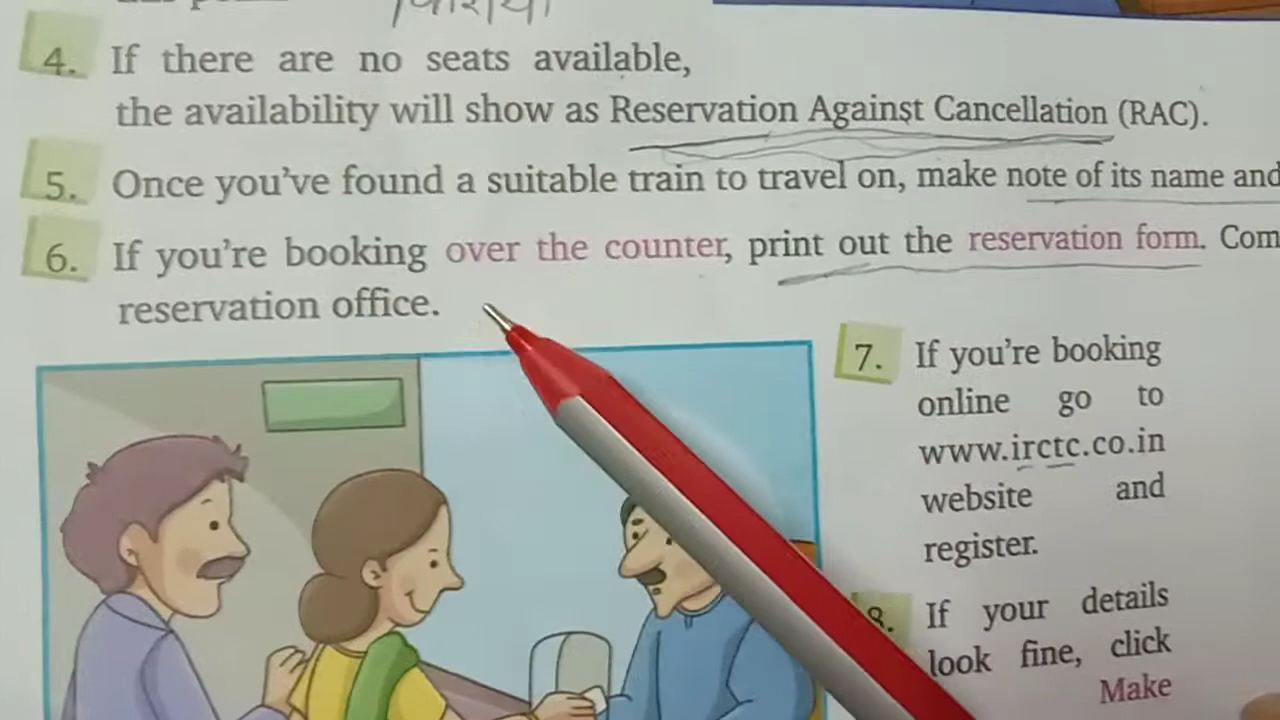 4. If there are no seats available,
the availability will show as Reservation Against Cancellation (RAC).
5. Once you've found a suitable train to travel on, make note of its name and
6. If you're booking over the counter, print out the reservation form. Com
reservation office.
7. If you're booking
online go to
www.irctc.co.in
website and
register.
8. If your details
look fine, click
Make